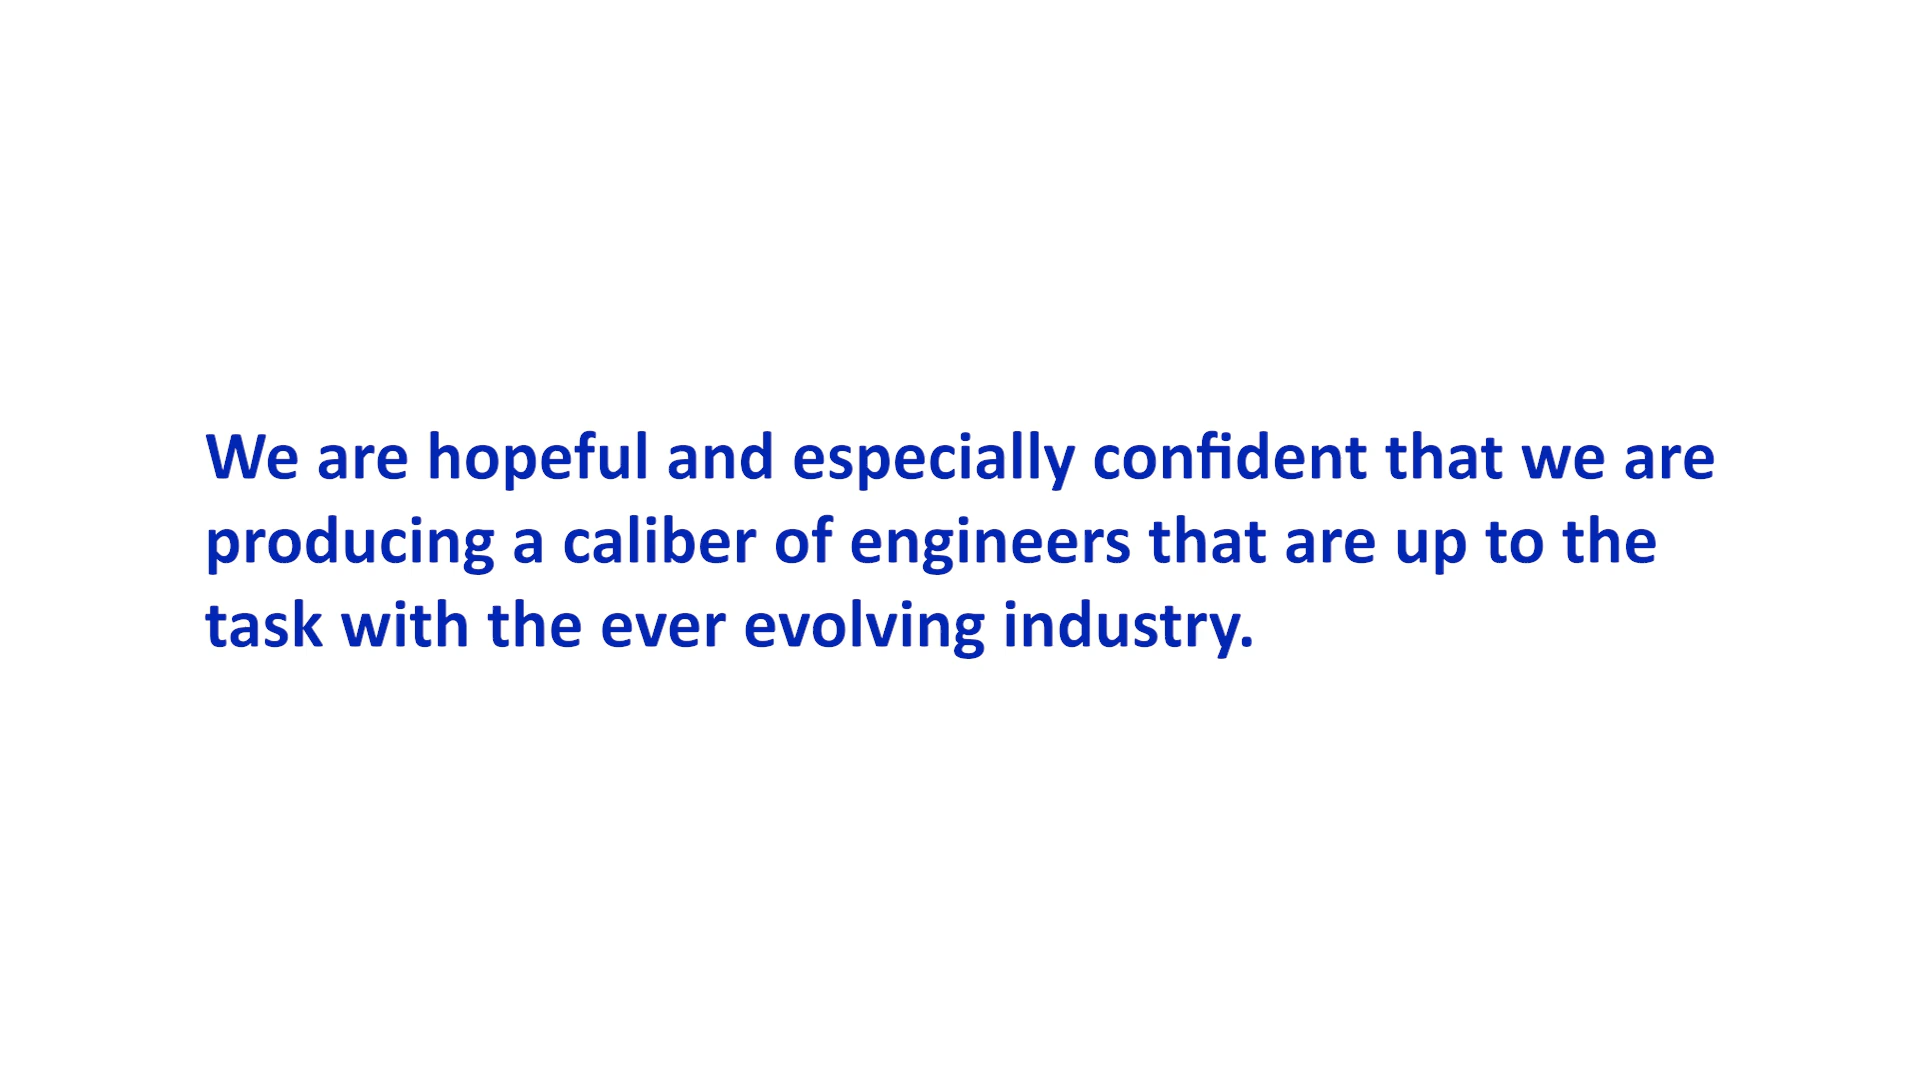 We are hopeful and especially confident that we are
producing a caliber of engineers that are up to the
task with the ever evolving industry.